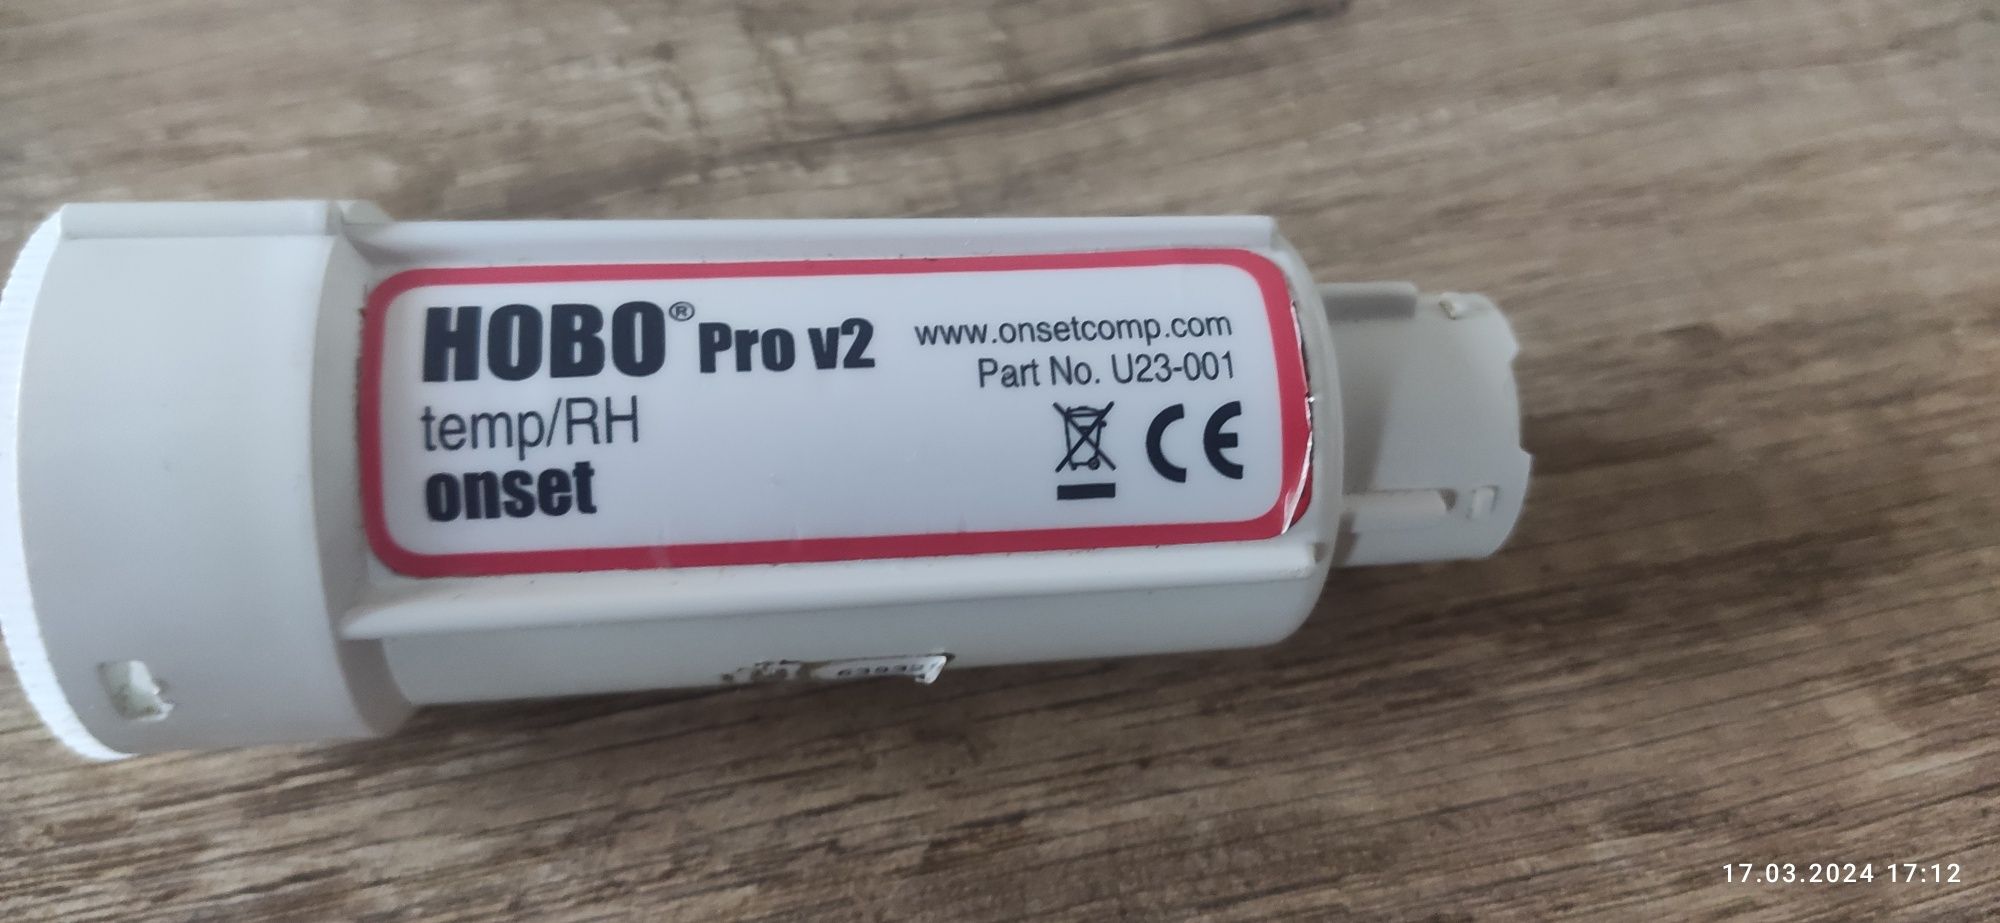 HOBO® Pro v2
temp/RH
onset
www.onsetcomp.com
Part No. U23-001
CE
17.03.2024 17:12